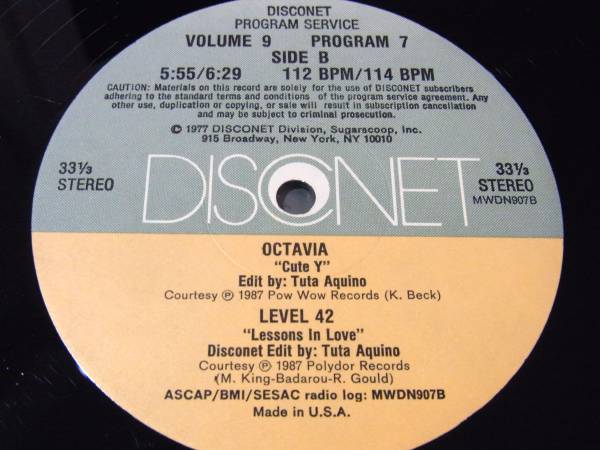 DISCONET
PROGRAM SERVICE
VOLUME 9 PROGRAM 7
SIDE B
5:55/6:29 112 BPM/114 BPM
CAUTION: Materials on this record are solely for the use of DISCONET subscribers
adhering to the standard terms and conditions of the program service agreement. Any
other use, duplication or copying, or sale will result in subscription cancellation
and may be subject to criminal prosecution.
© 1977 DISCONET Division, Sugarscoop, Inc.
915 Broadway, New York, NY 10010
33⅓ 33⅓
STEREO STEREO
MWDN907B
DISCONET
OCTAVIA
"Cute Y"
Edit by: Tuta Aquino
Courtesy ℗ 1987 Pow Wow Records (K. Beck)
LEVEL 42
"Lessons In Love"
Disconet Edit by: Tuta Aquino
Courtesy ℗ 1987 Polydor Records
(M. King-Badarou-R. Gould)
ASCAP/BMI/SESAC radio log: MWDN907B
Made in U.S.A.